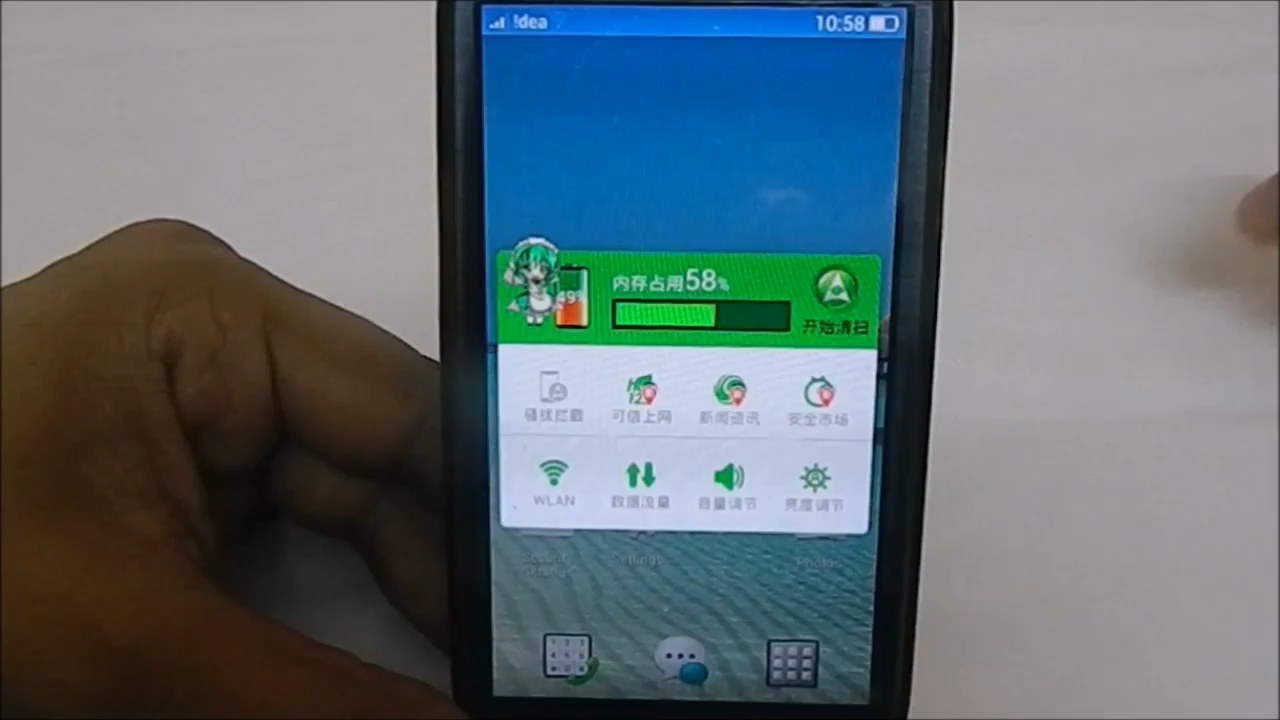 !dea 10:58
49%
内存占用58%
开始清扫
骚扰拦截 可信上网 新闻资讯 安全市场
WLAN 数据流量 音量调节 亮度调节
Settings Photos